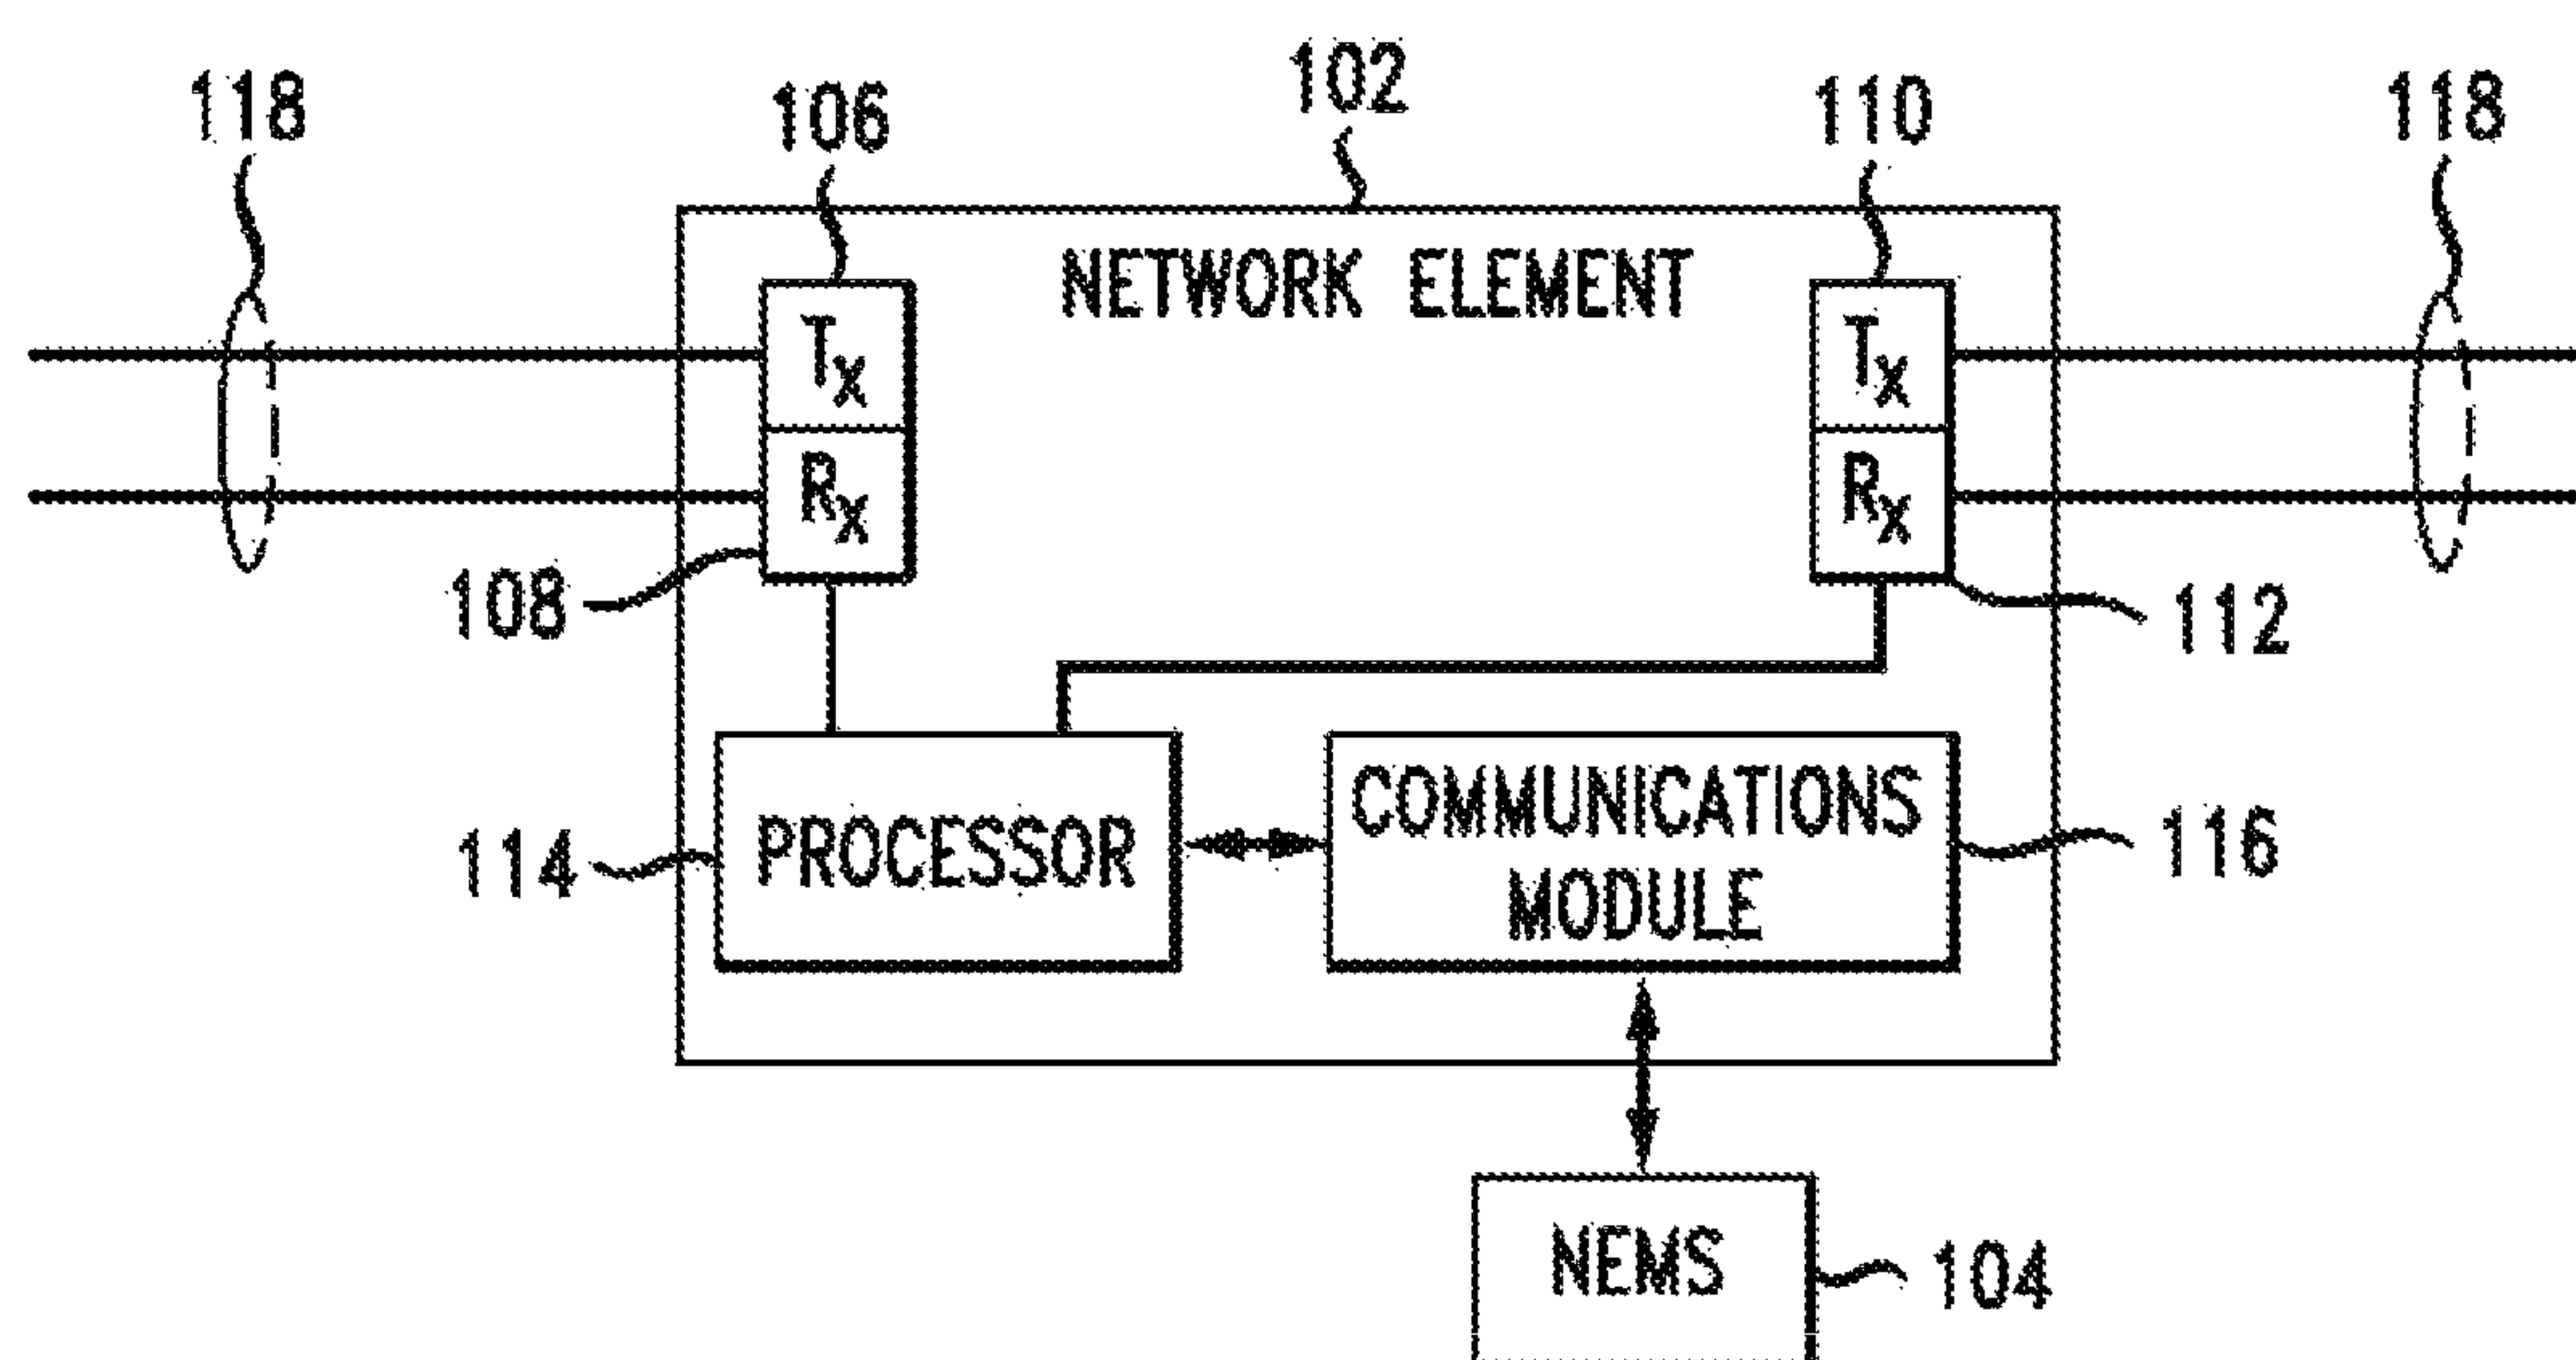 118
106
102
110
118
NETWORK ELEMENT
Tx
Tx
Rx
Rx
108
112
PROCESSOR
COMMUNICATIONS
MODULE
114
116
NEMS
104